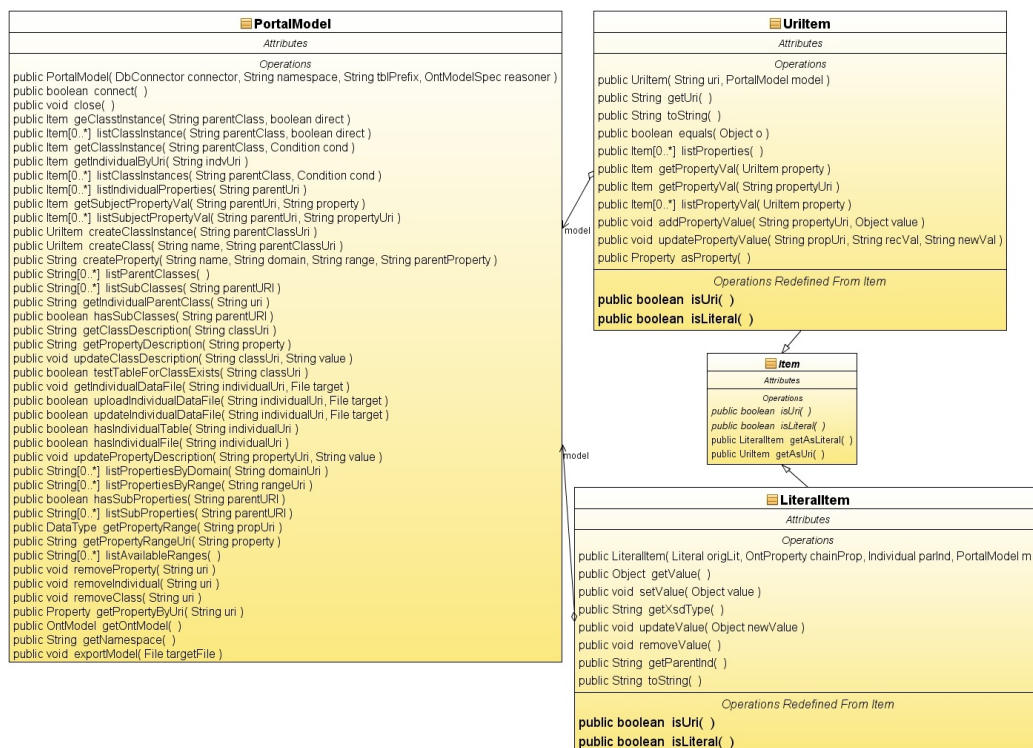 PortalModel
Attributes
Operations
public PortalModel( DbConnector connector, String namespace, String tblPrefix, OntModelSpec reasoner )
public boolean connect( )
public void close( )
public Item geClasstInstance( String parentClass, boolean direct )
public Item[0..*] listClassInstance( String parentClass, boolean direct )
public Item getClassInstance( String parentClass, Condition cond )
public Item getIndividualByUri( String indvUri )
public Item[0..*] listClassInstances( String parentClass, Condition cond )
public Item[0..*] listIndividualProperties( String parentUri )
public Item getSubjectPropertyVal( String parentUri, String property )
public Item[0..*] listSubjectPropertyVal( String parentUri, String propertyUri )
public UriItem createClassInstance( String parentClassUri )
public UriItem createClass( String name, String parentClassUri )
public String createProperty( String name, String domain, String range, String parentProperty )
public String[0..*] listParentClasses( )
public String[0..*] listSubClasses( String parentURI )
public String getIndividualParentClass( String uri )
public boolean hasSubClasses( String parentURI )
public String getClassDescription( String classUri )
public String getPropertyDescription( String property )
public void updateClassDescription( String classUri, String value )
public boolean testTableForClassExists( String classUri )
public void getIndividualDataFile( String individualUri, File target )
public boolean uploadIndividualDataFile( String individualUri, File target )
public boolean updateIndividualDataFile( String individualUri, File target )
public boolean hasIndividualTable( String individualUri )
public boolean hasIndividualFile( String individualUri )
public void updatePropertyDescription( String propertyUri, String value )
public String[0..*] listPropertiesByDomain( String domainUri )
public String[0..*] listPropertiesByRange( String rangeUri )
public boolean hasSubProperties( String parentURI )
public String[0..*] listSubProperties( String parentURI )
public DataType getPropertyRange( String propUri )
public String getPropertyRangeUri( String property )
public String[0..*] listAvailableRanges( )
public void removeProperty( String uri )
public void removeIndividual( String uri )
public void removeClass( String uri )
public Property getPropertyByUri( String uri )
public OntModel getOntModel( )
public String getNamespace( )
public void exportModel( File targetFile )
model
model
UriItem
Attributes
Operations
public UriItem( String uri, PortalModel model )
public String getUri( )
public String toString( )
public boolean equals( Object o )
public Item[0..*] listProperties( )
public Item getPropertyVal( UriItem property )
public Item getPropertyVal( String propertyUri )
public Item[0..*] listPropertyVal( UriItem property )
public void addPropertyValue( String propertyUri, Object value )
public void updatePropertyValue( String propUri, String recVal, String newVal )
public Property asProperty( )
Operations Redefined From Item
public boolean isUri( )
public boolean isLiteral( )
Item
Attributes
Operations
public boolean isUri( )
public boolean isLiteral( )
public LiteralItem getAsLiteral( )
public UriItem getAsUri( )
LiteralItem
Attributes
Operations
public LiteralItem( Literal origLit, OntProperty chainProp, Individual parInd, PortalModel m
public Object getValue( )
public void setValue( Object value )
public String getXsdType( )
public void updateValue( Object newValue )
public void removeValue( )
public String getParentInd( )
public String toString( )
Operations Redefined From Item
public boolean isUri( )
public boolean isLiteral( )